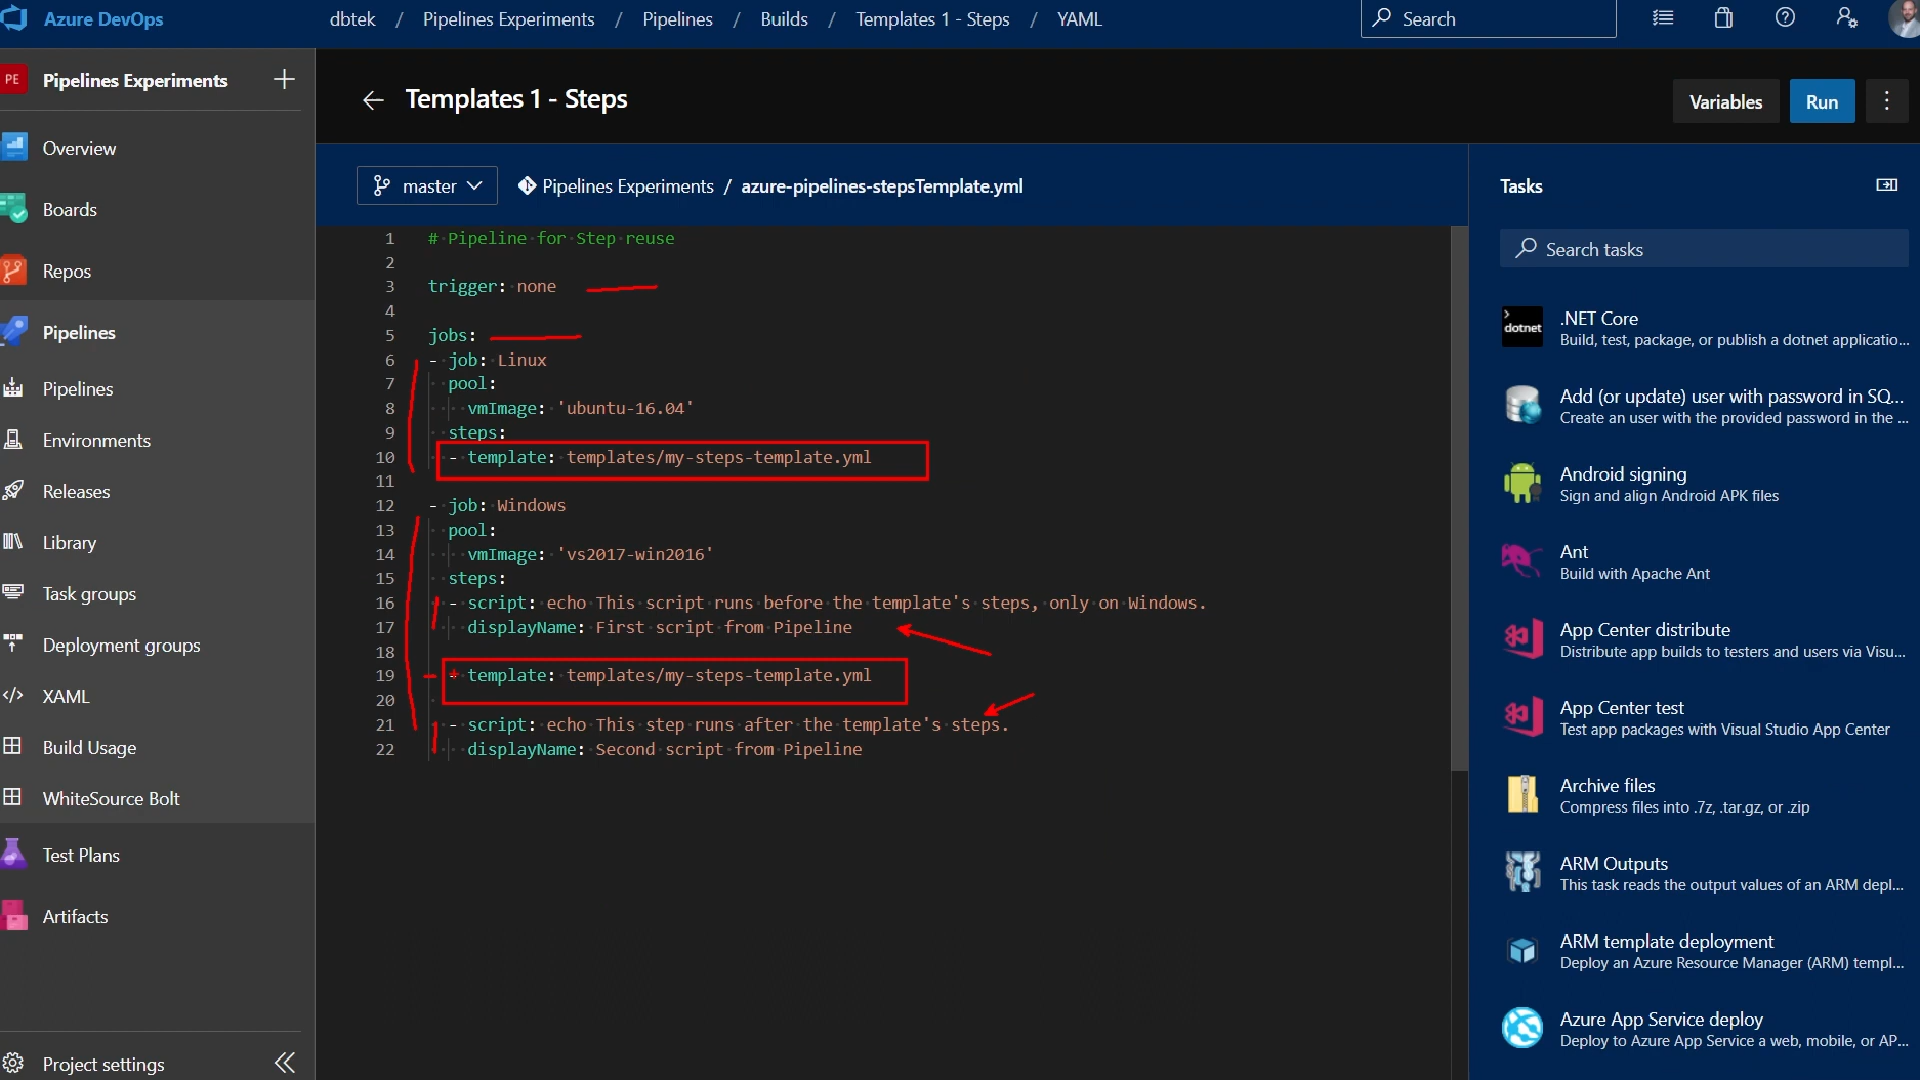 Azure DevOps
dbtek / Pipelines Experiments / Pipelines / Builds / Templates 1 - Steps / YAML
Search
PE Pipelines Experiments
Overview
Boards
Repos
Pipelines
Pipelines
Environments
Releases
Library
Task groups
Deployment groups
XAML
Build Usage
WhiteSource Bolt
Test Plans
Artifacts
Project settings
Templates 1 - Steps
Variables
Run
master
Pipelines Experiments / azure-pipelines-stepsTemplate.yml
1 # Pipeline for Step reuse
2
3 trigger: none
4
5 jobs:
6 - job: Linux
7 pool:
8 vmImage: 'ubuntu-16.04'
9 steps:
10 - template: templates/my-steps-template.yml
11
12 - job: Windows
13 pool:
14 vmImage: 'vs2017-win2016'
15 steps:
16 - script: echo This script runs before the template's steps, only on Windows.
17 displayName: First script from Pipeline
18
19 - template: templates/my-steps-template.yml
20
21 - script: echo This step runs after the template's steps.
22 displayName: Second script from Pipeline
Tasks
Search tasks
dotnet
.NET Core
Build, test, package, or publish a dotnet applicatio...
Add (or update) user with password in SQ...
Create an user with the provided password in the ...
Android signing
Sign and align Android APK files
Ant
Build with Apache Ant
App Center distribute
Distribute app builds to testers and users via Visu...
App Center test
Test app packages with Visual Studio App Center
Archive files
Compress files into .7z, .tar.gz, or .zip
ARM Outputs
This task reads the output values of an ARM depl...
ARM template deployment
Deploy an Azure Resource Manager (ARM) templ...
Azure App Service deploy
Deploy to Azure App Service a web, mobile, or AP...